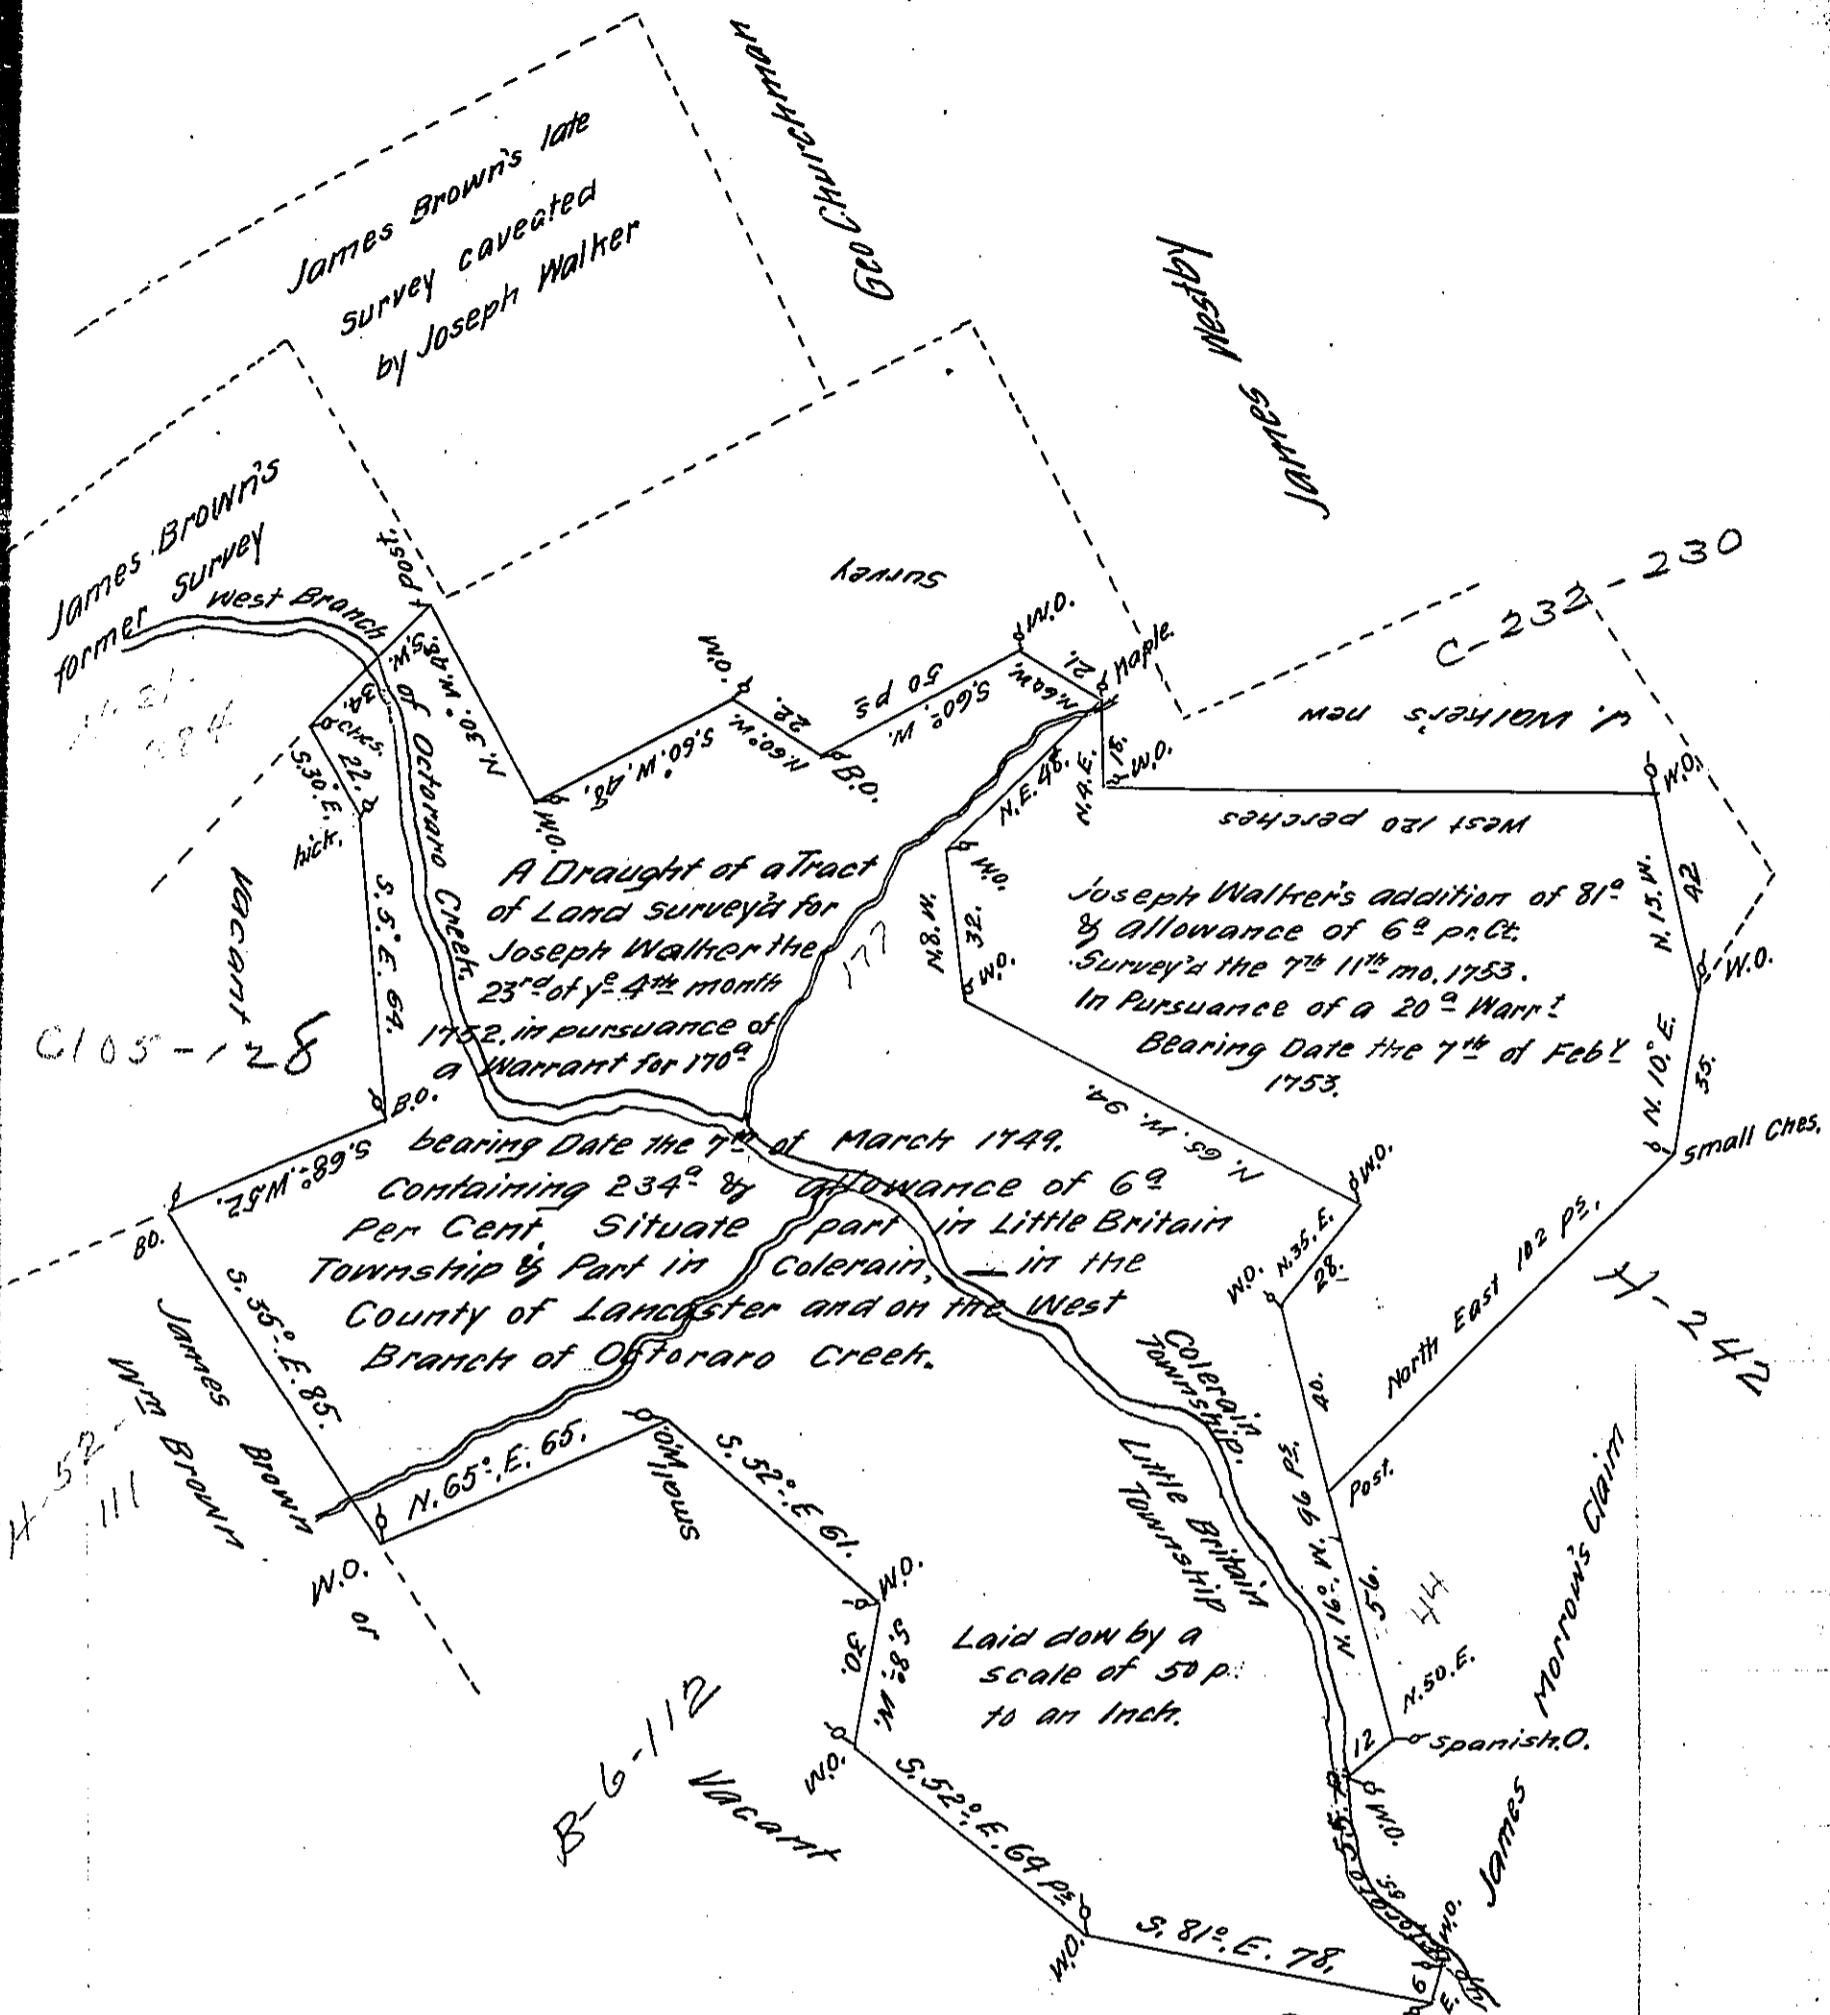 James Brown's late
survey caveated
by Joseph Walker
Geo Churchman
James Westby
James Brown's
former survey
West Branch
of Octoraro Creek.
post.
S.W.
34.
N. 30° W. 48.
22.
S. 30° E.
hick.
Vacant
C105-128
S. 5° E. 64.
B.O.
S. 68° W. 52.
80.
W.O.
S. 60° W. 48.
W.O.
N. 60° W.
22.
B.O.
S. 60° W.
50 ps
W.O.
N. 60 W.
21.
Maple.
Survey
J. Walker's new
C-232-230
N.E. 48.
N. 4. E.
18.
W.O.
West 120 perches
W.O.
N. 15. W.
42
W.O.
N. 10° E.
35.
small Ches.
W.O.
N. 8. W.
32.
W.O.
177
A Draught of a Tract
of Land survey'd for
Joseph Walker the
23rd of ye 4th month
1752, in pursuance of
a Warrant for 170a
bearing Date the 7th of March 1749.
Containing 234a & allowance of 6a
Per Cent. Situate part in Little Britain
Township & Part in Colerain, in the
County of Lancaster and on the West
Branch of Octoraro Creek.
Joseph Walker's addition of 81a
& allowance of 6a pr. Ct.
Survey'd the 7th 11th mo. 1753.
In Pursuance of a 20a Warrt
Bearing Date the 7th of Feby
1753.
N. 65. W. 94.
W.O.
N. 35. E.
28.
W.O.
North East 102 ps.
H-242
40.
N. 16° W. 96 Ps.
Post.
56.
44
N. 50. E.
12
Spanish. O.
W.O.
James Morrow's Claim
Colerain
Township.
Little Britain
Township
S. 35° E. 85.
James Brown
Wm Brown
H-52-
111
W.O.
or
N. 65° E. 65.
Small W.O.
S. 52° E 61.
W.O.
S. 8° W.
30.
W.O.
Laid dow by a
scale of 50 p.
to an Inch.
B-6-112
Vacant
S. 52° E. 69 ps
W.O.
S. 81° E. 78.
55.
W.O.
6
E.